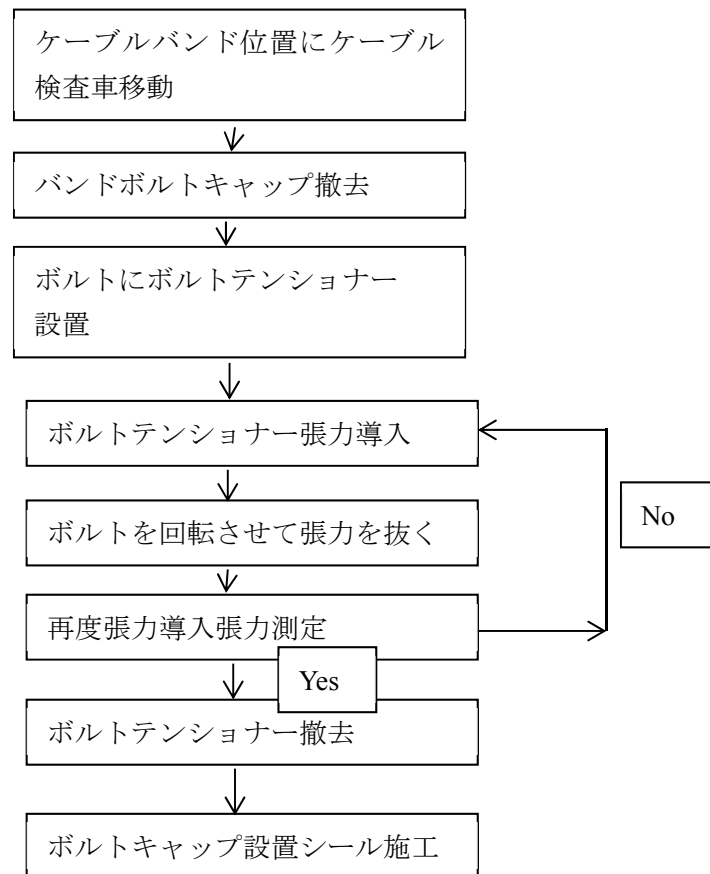 ケーブルバンド位置にケーブル
検査車移動
バンドボルトキャップ撤去
ボルトにボルトテンショナー
設置
ボルトテンショナー張力導入
No
ボルトを回転させて張力を抜く
再度張力導入張力測定
Yes
ボルトテンショナー撤去
ボルトキャップ設置シール施工